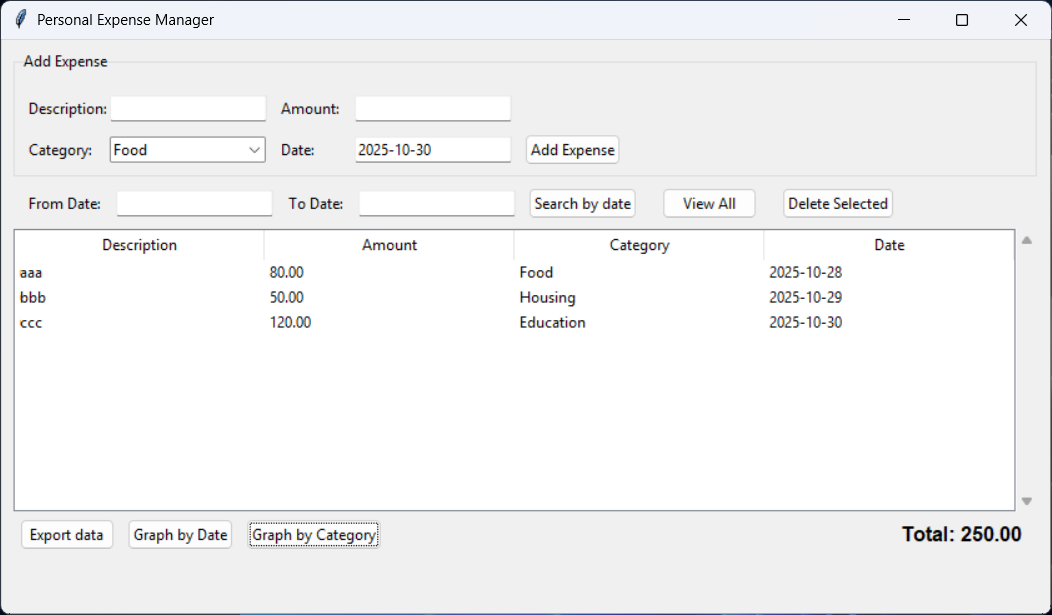 Personal Expense Manager
Add Expense
Description: Amount:
Category: Food Date: 2025-10-30 Add Expense
From Date: To Date: Search by date View All Delete Selected
Description Amount Category Date
aaa 80.00 Food 2025-10-28
bbb 50.00 Housing 2025-10-29
ccc 120.00 Education 2025-10-30
Export data Graph by Date Graph by Category Total: 250.00